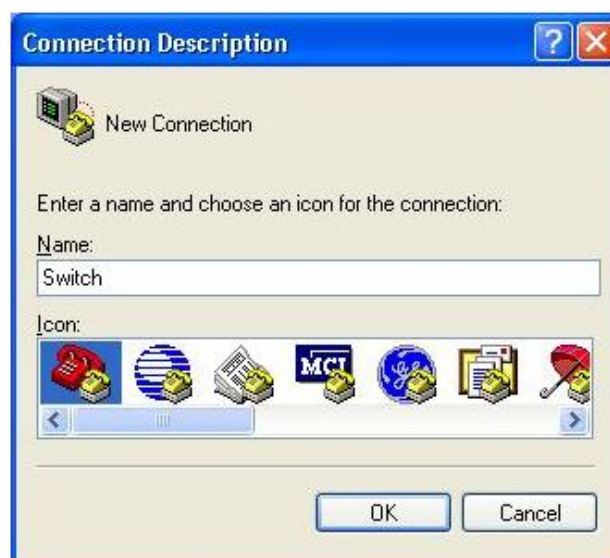 Connection Description
New Connection
Enter a name and choose an icon for the connection:
Name:
Switch
Icon:
MCI
OK Cancel